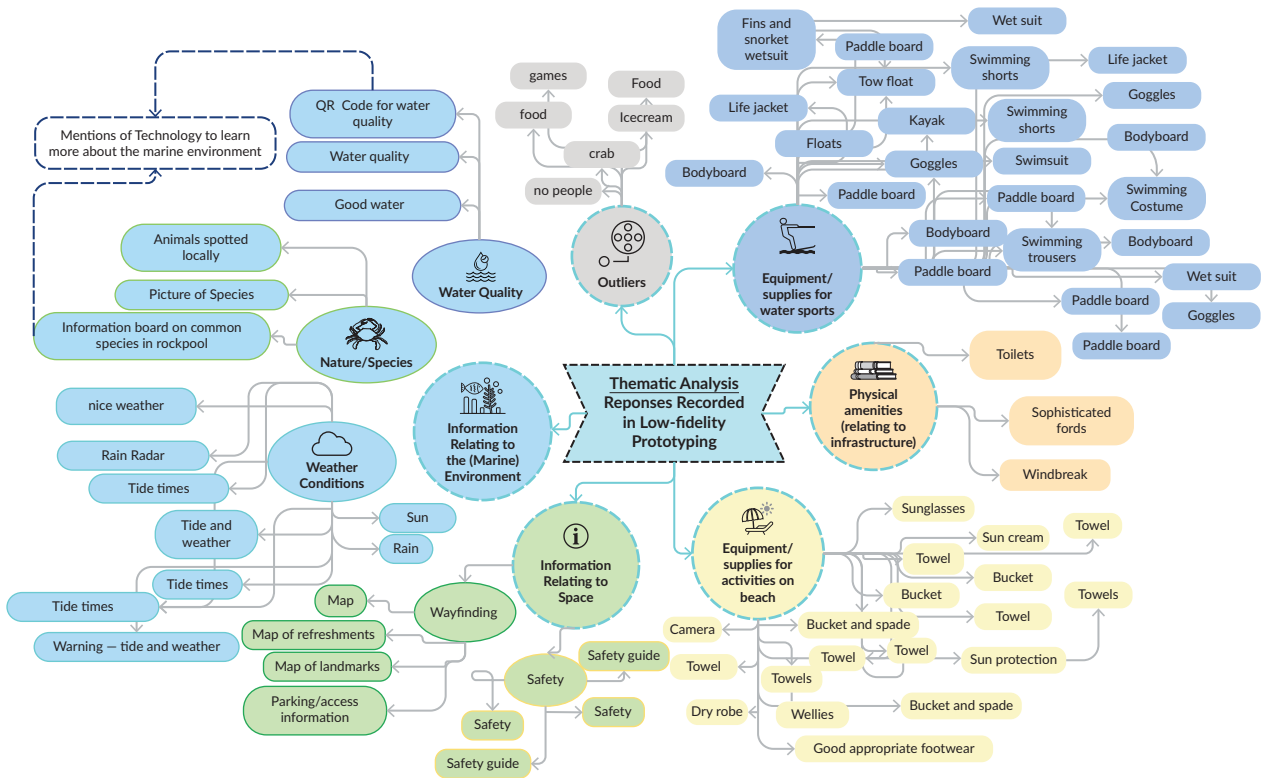 Thematic Analysis
Reponses Recorded
in Low-fidelity
Prototyping
Mentions of Technology to learn
more about the marine environment
QR Code for water
quality
Water quality
Good water
Water Quality
Animals spotted
locally
Picture of Species
Information board on common
species in rockpool
Nature/Species
Information
Relating to
the (Marine)
Environment
nice weather
Rain Radar
Tide times
Weather
Conditions
Tide and
weather
Sun
Rain
Tide times
Tide times
Warning — tide and weather
games
Food
food
Icecream
crab
no people
Outliers
Fins and
snorket
wetsuit
Wet suit
Paddle board
Tow float
Swimming
shorts
Life jacket
Goggles
Life jacket
Kayak
Swimming
shorts
Bodyboard
Floats
Goggles
Swimsuit
Bodyboard
Paddle board
Paddle board
Swimming
Costume
Bodyboard
Swimming
trousers
Bodyboard
Paddle board
Wet suit
Paddle board
Goggles
Paddle board
Equipment/
supplies for
water sports
Physical
amenities
(relating to
infrastructure)
Toilets
Sophisticated
fords
Windbreak
Equipment/
supplies for
activities on
beach
Sunglasses
Towel
Sun cream
Towel
Bucket
Bucket
Towels
Towel
Camera
Bucket and spade
Towel
Towel
Towel
Sun protection
Towels
Dry robe
Wellies
Bucket and spade
Good appropriate footwear
Information
Relating to
Space
Wayfinding
Map
Map of refreshments
Map of landmarks
Parking/access
information
Safety
Safety guide
Safety
Safety
Safety guide